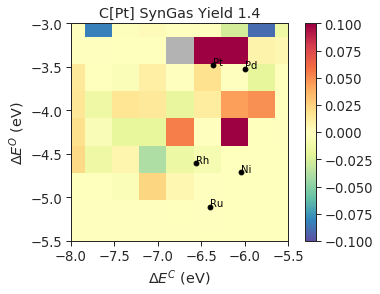 C[Pt] SynGas Yield 1.4
−3.0
−3.5
−4.0
−4.5
−5.0
−5.5
ΔE^O (eV)
Pt
Pd
Rh
Ni
Ru
−8.0 −7.5 −7.0 −6.5 −6.0 −5.5
ΔE^C (eV)
0.100
0.075
0.050
0.025
0.000
−0.025
−0.050
−0.075
−0.100